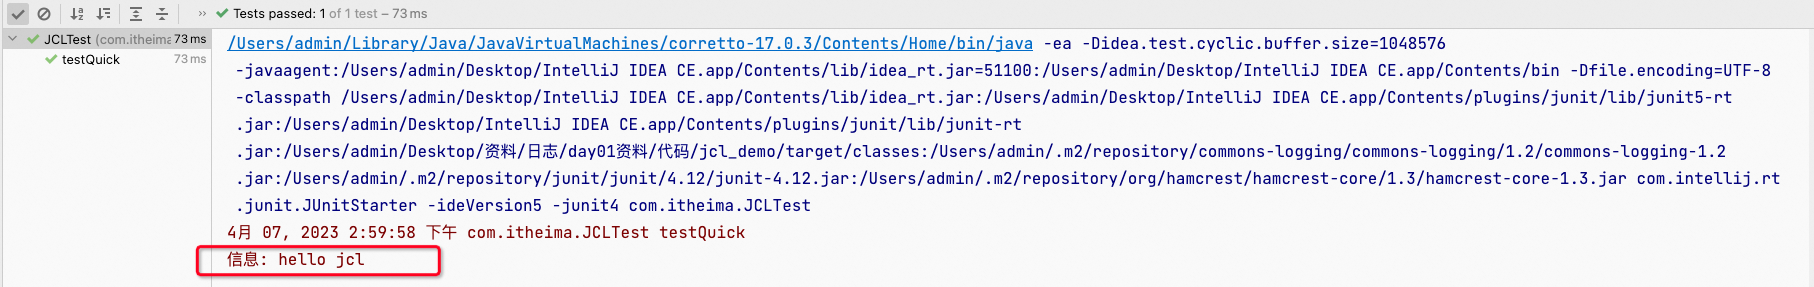 Tests passed: 1 of 1 test – 73 ms
JCLTest (com.itheima 73 ms
testQuick 73 ms
/Users/admin/Library/Java/JavaVirtualMachines/corretto-17.0.3/Contents/Home/bin/java -ea -Didea.test.cyclic.buffer.size=1048576
-javaagent:/Users/admin/Desktop/IntelliJ IDEA CE.app/Contents/lib/idea_rt.jar=51100:/Users/admin/Desktop/IntelliJ IDEA CE.app/Contents/bin -Dfile.encoding=UTF-8
-classpath /Users/admin/Desktop/IntelliJ IDEA CE.app/Contents/lib/idea_rt.jar:/Users/admin/Desktop/IntelliJ IDEA CE.app/Contents/plugins/junit/lib/junit5-rt
.jar:/Users/admin/Desktop/IntelliJ IDEA CE.app/Contents/plugins/junit/lib/junit-rt
.jar:/Users/admin/Desktop/资料/日志/day01资料/代码/jcl_demo/target/classes:/Users/admin/.m2/repository/commons-logging/commons-logging/1.2/commons-logging-1.2
.jar:/Users/admin/.m2/repository/junit/junit/4.12/junit-4.12.jar:/Users/admin/.m2/repository/org/hamcrest/hamcrest-core/1.3/hamcrest-core-1.3.jar com.intellij.rt
.junit.JUnitStarter -ideVersion5 -junit4 com.itheima.JCLTest
4月 07, 2023 2:59:58 下午 com.itheima.JCLTest testQuick
信息: hello jcl